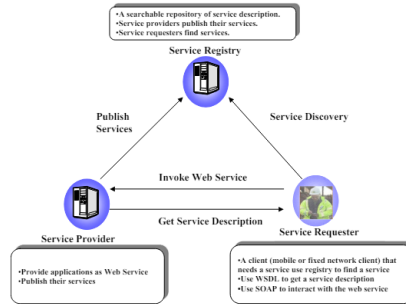 •A searchable repository of service description.
•Service providers publish their services.
•Service requesters find services.
Service Registry
Publish
Services
Service Discovery
Invoke Web Service
Get Service Description
Service Provider
Service Requester
•Provide applications as Web Service
•Publish their services
•A client (mobile or fixed network client) that
needs a service use registry to find a service
•Use WSDL to get a service description
•Use SOAP to interact with the web service